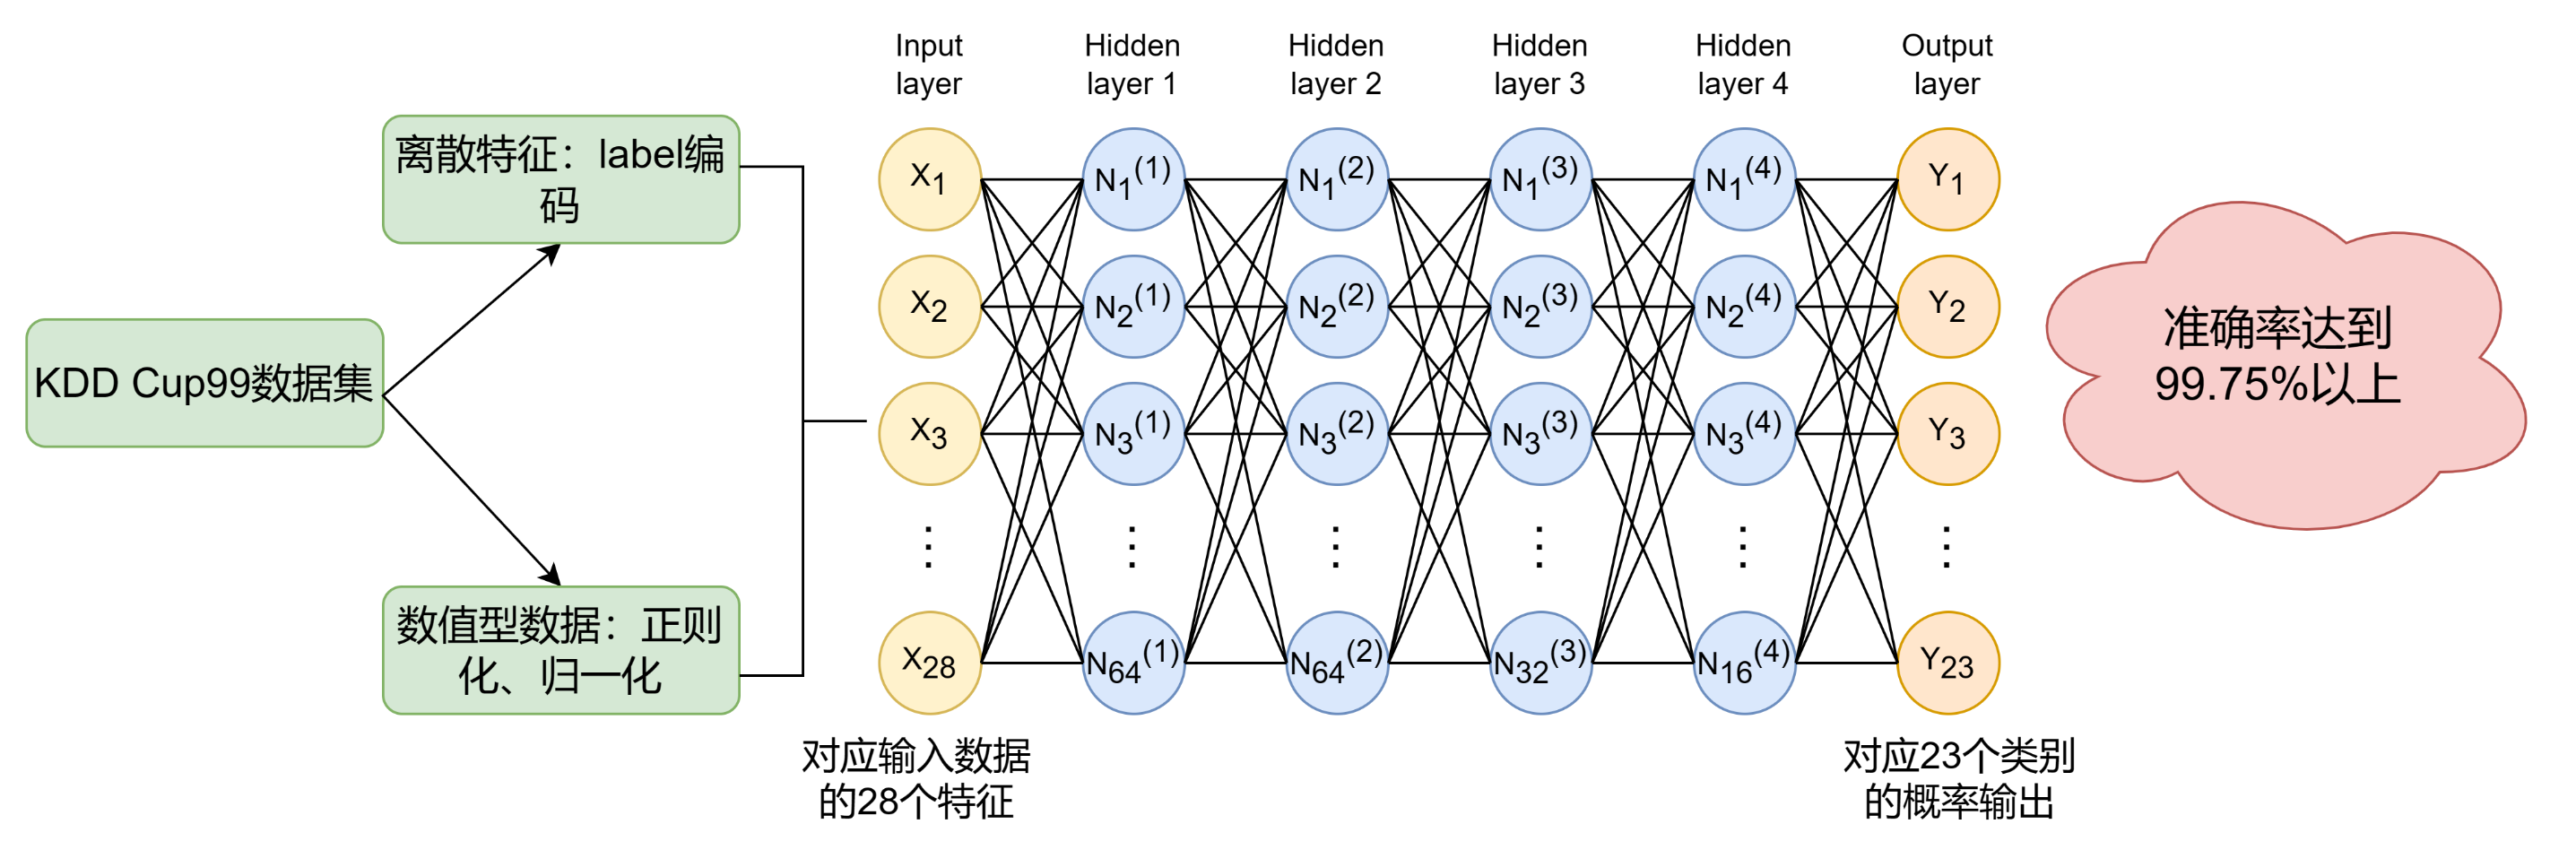 KDD Cup99数据集
离散特征：label编
码
数值型数据：正则
化、归一化
Input
layer
X1
X2
X3
⋮
X28
对应输入数据
的28个特征
Hidden
layer 1
N1(1)
N2(1)
N3(1)
⋮
N64(1)
Hidden
layer 2
N1(2)
N2(2)
N3(2)
⋮
N64(2)
Hidden
layer 3
N1(3)
N2(3)
N3(3)
⋮
N32(3)
Hidden
layer 4
N1(4)
N2(4)
N3(4)
⋮
N16(4)
Output
layer
Y1
Y2
Y3
⋮
Y23
对应23个类别
的概率输出
准确率达到
99.75%以上